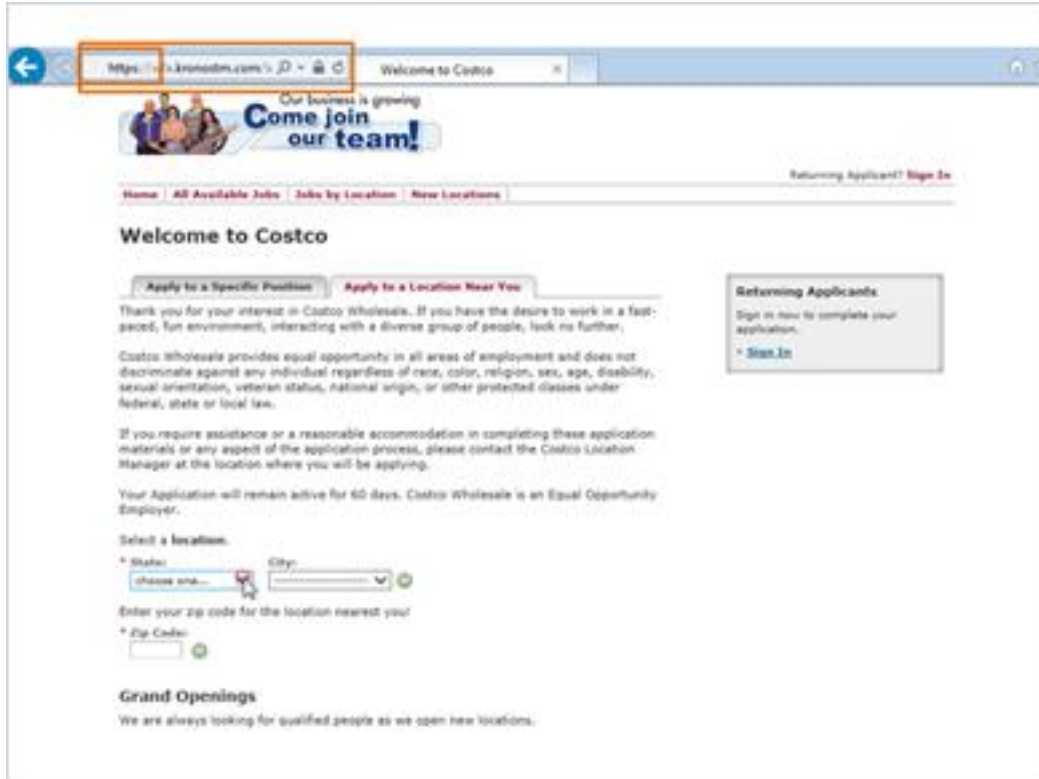 https .kronostm.com
Welcome to Costco
Our business is growing
Come join
our team!
Returning Applicant? Sign In
Home All Available Jobs Jobs by Location New Locations
Welcome to Costco
Apply to a Specific Position Apply to a Location Near You
Thank you for your interest in Costco Wholesale. If you have the desire to work in a fast-
paced, fun environment, interacting with a diverse group of people, look no further.
Costco Wholesale provides equal opportunity in all areas of employment and does not
discriminate against any individual regardless of race, color, religion, sex, age, disability,
sexual orientation, veteran status, national origin, or other protected classes under
federal, state or local law.
If you require assistance or a reasonable accommodation in completing these application
materials or any aspect of the application process, please contact the Costco Location
Manager at the location where you will be applying.
Your Application will remain active for 60 days. Costco Wholesale is an Equal Opportunity
Employer.
Select a location.
* State: City:
choose one...
Enter your zip code for the location nearest you!
* Zip Code:
Grand Openings
We are always looking for qualified people as we open new locations.
Returning Applicants
Sign in now to complete your
application.
Sign In